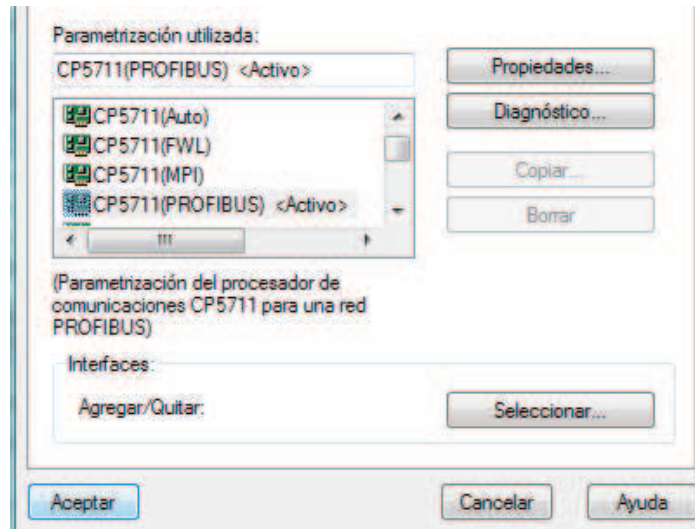 Parametrización utilizada:
CP5711(PROFIBUS) <Activo>
Propiedades...
CP5711(Auto)
Diagnóstico...
CP5711(FWL)
CP5711(MPI)
Copiar...
CP5711(PROFIBUS) <Activo>
Borrar
(Parametrización del procesador de
comunicaciones CP5711 para una red
PROFIBUS)
Interfaces:
Agregar/Quitar:
Seleccionar...
Aceptar
Cancelar
Ayuda